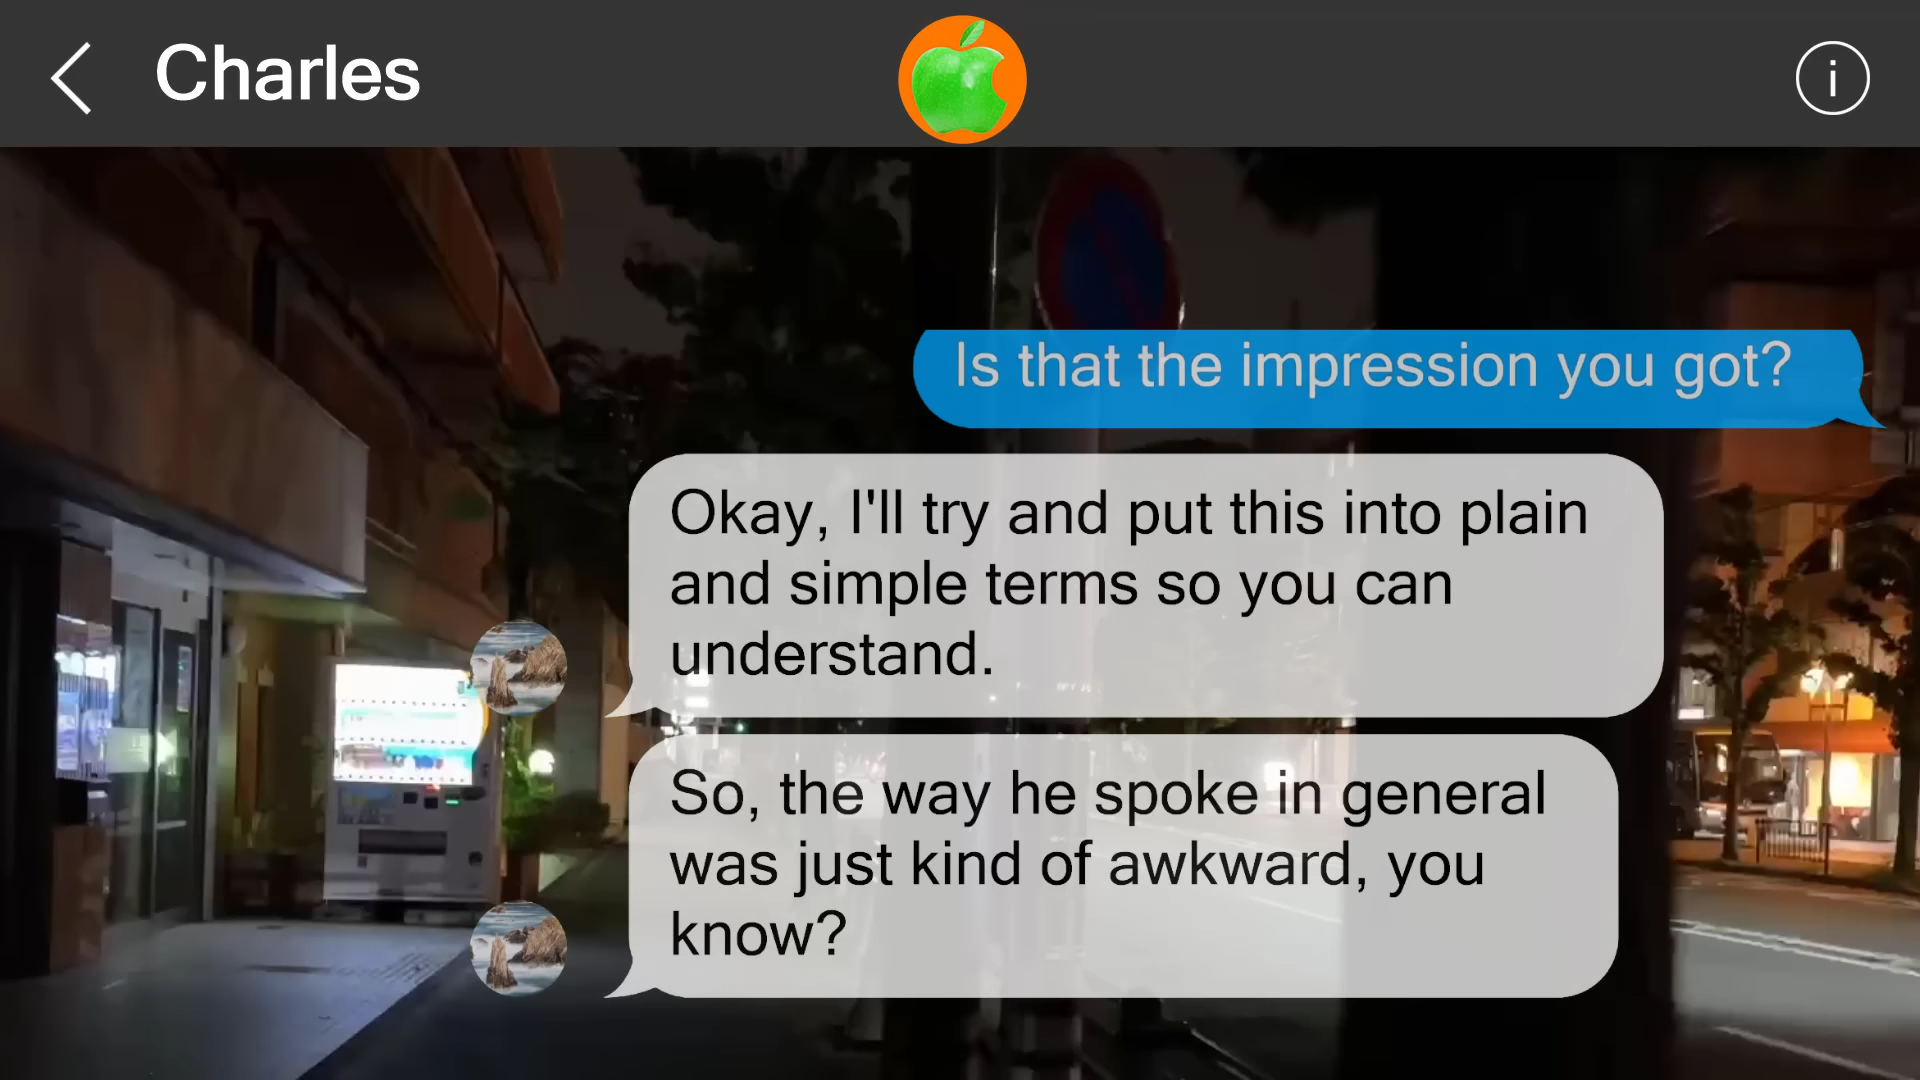 Charles
i
Is that the impression you got?
Okay, I'll try and put this into plain
and simple terms so you can
understand.
So, the way he spoke in general
was just kind of awkward, you
know?